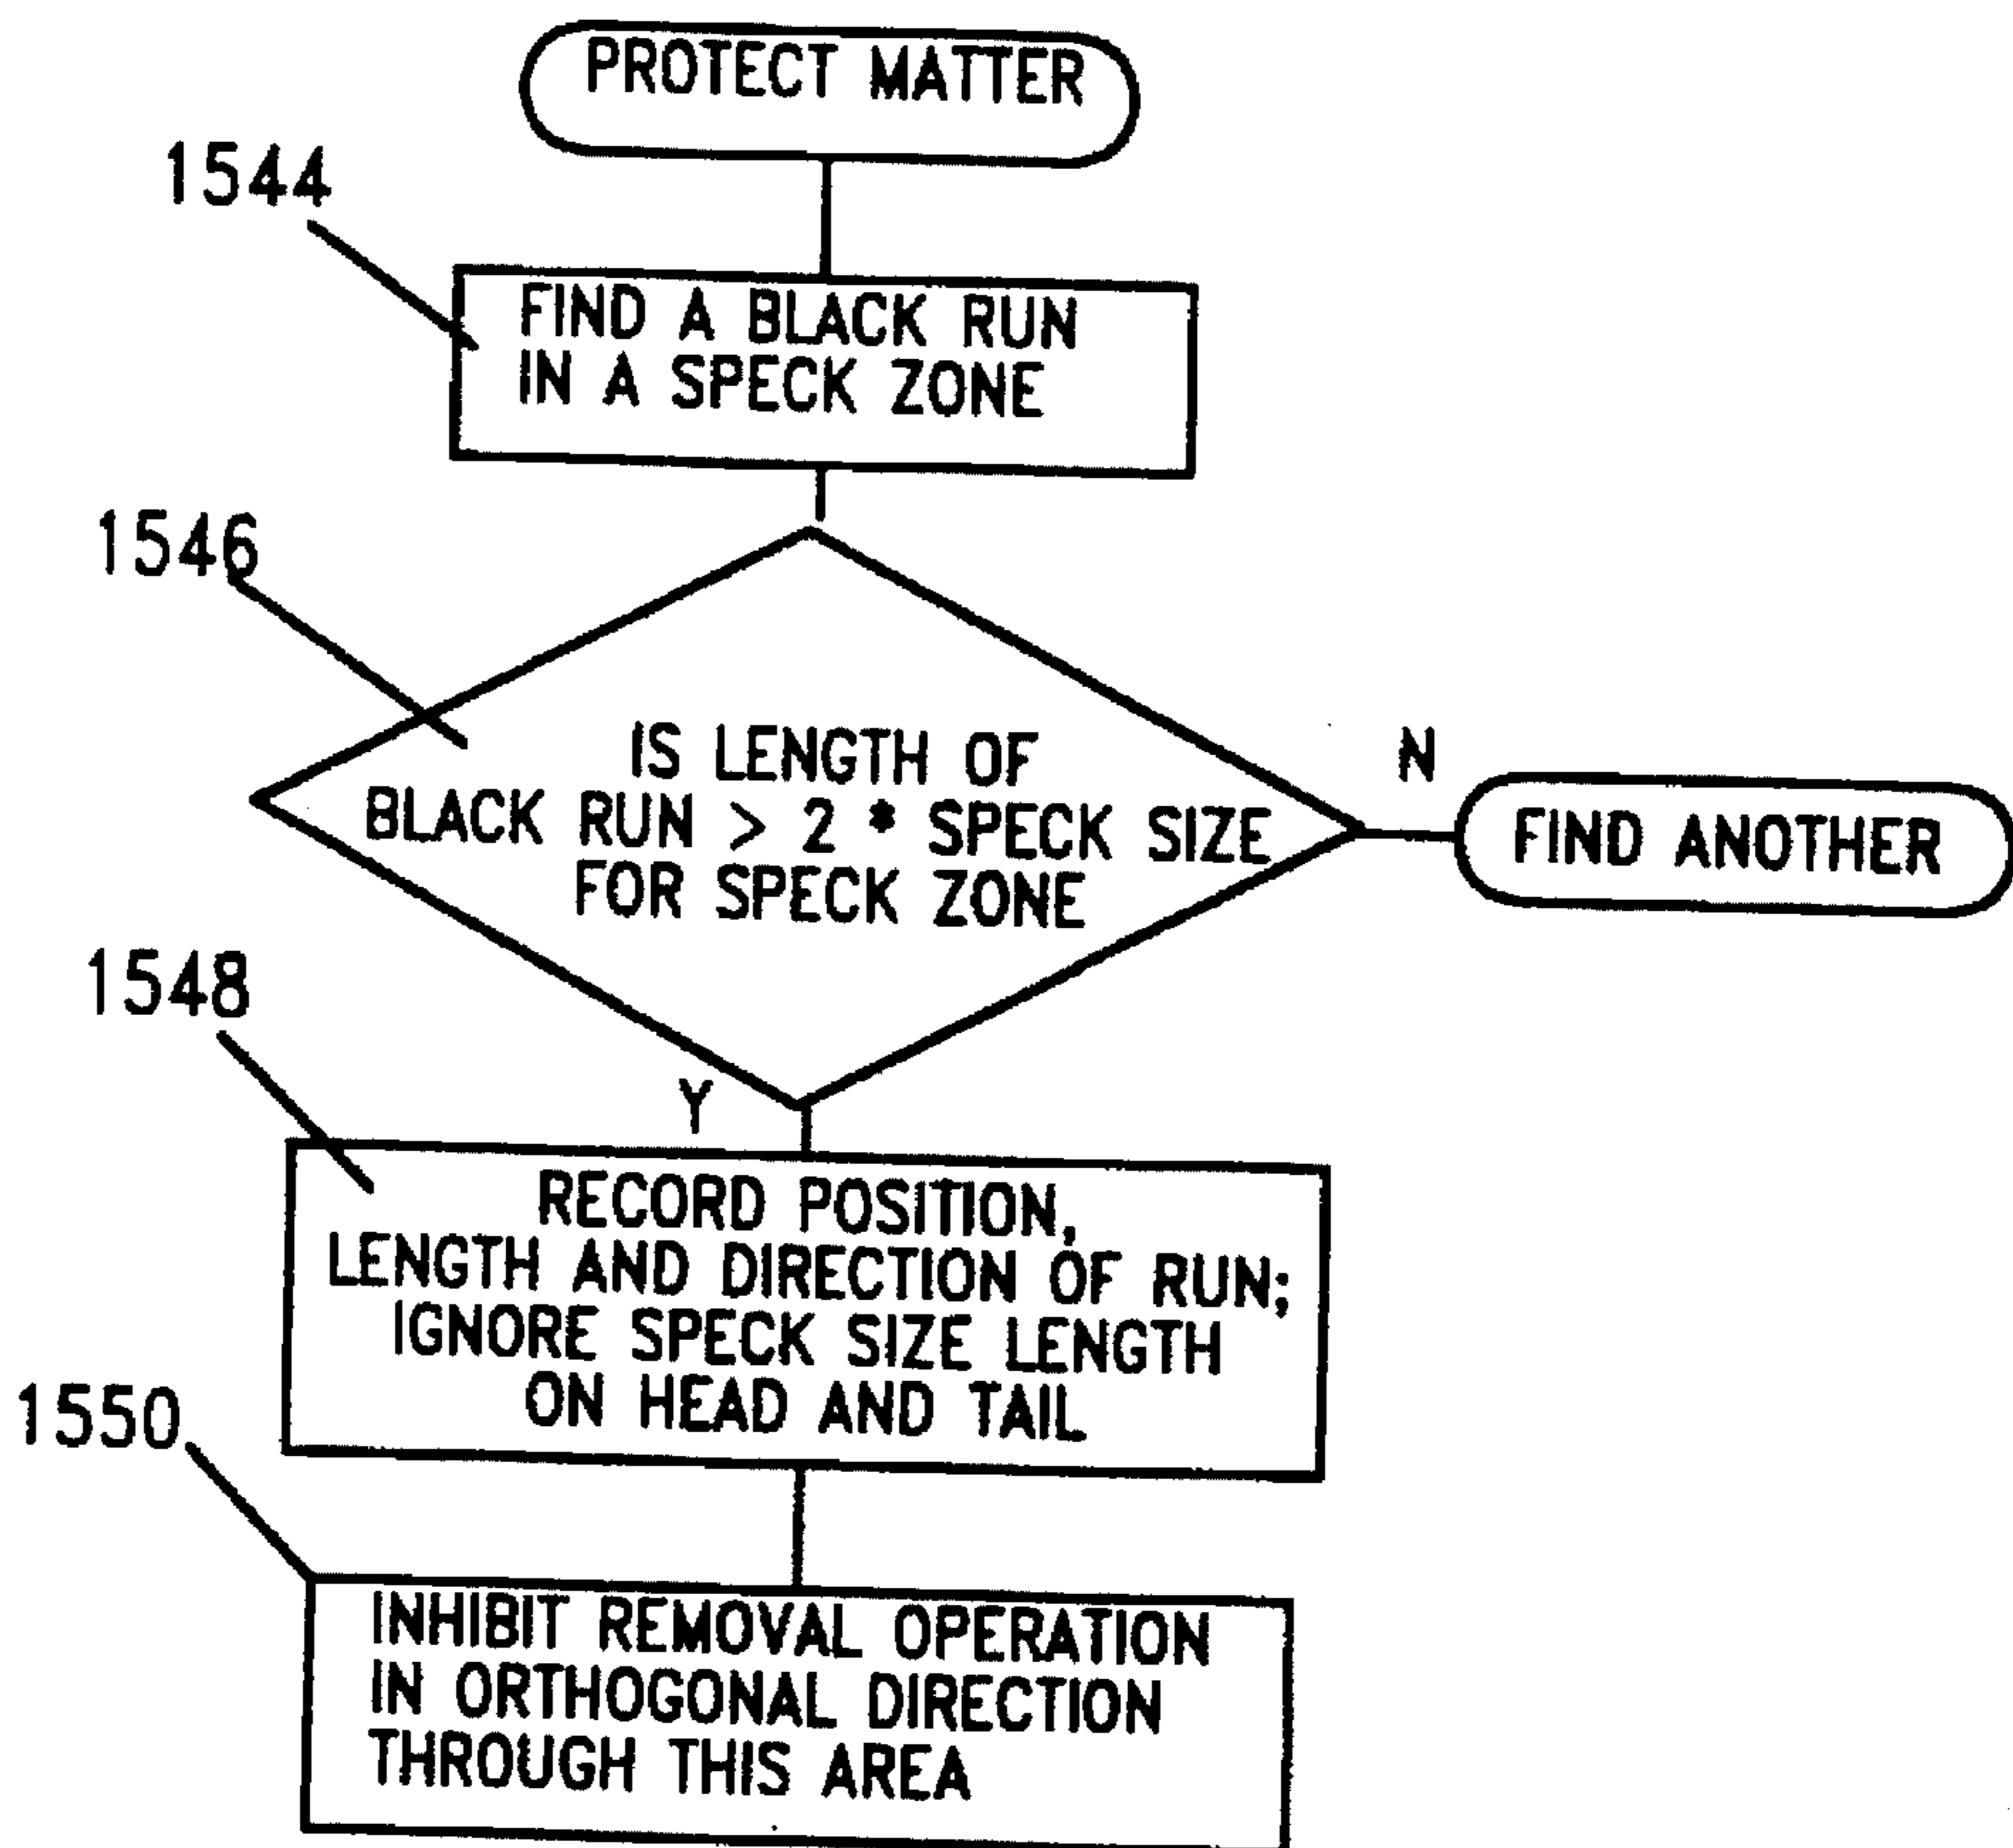 PROTECT MATTER
1544
FIND A BLACK RUN
IN A SPECK ZONE
1546
IS LENGTH OF
BLACK RUN > 2 * SPECK SIZE
FOR SPECK ZONE
N
FIND ANOTHER
1548
Y
RECORD POSITION,
LENGTH AND DIRECTION OF RUN;
IGNORE SPECK SIZE LENGTH
ON HEAD AND TAIL
1550
INHIBIT REMOVAL OPERATION
IN ORTHOGONAL DIRECTION
THROUGH THIS AREA